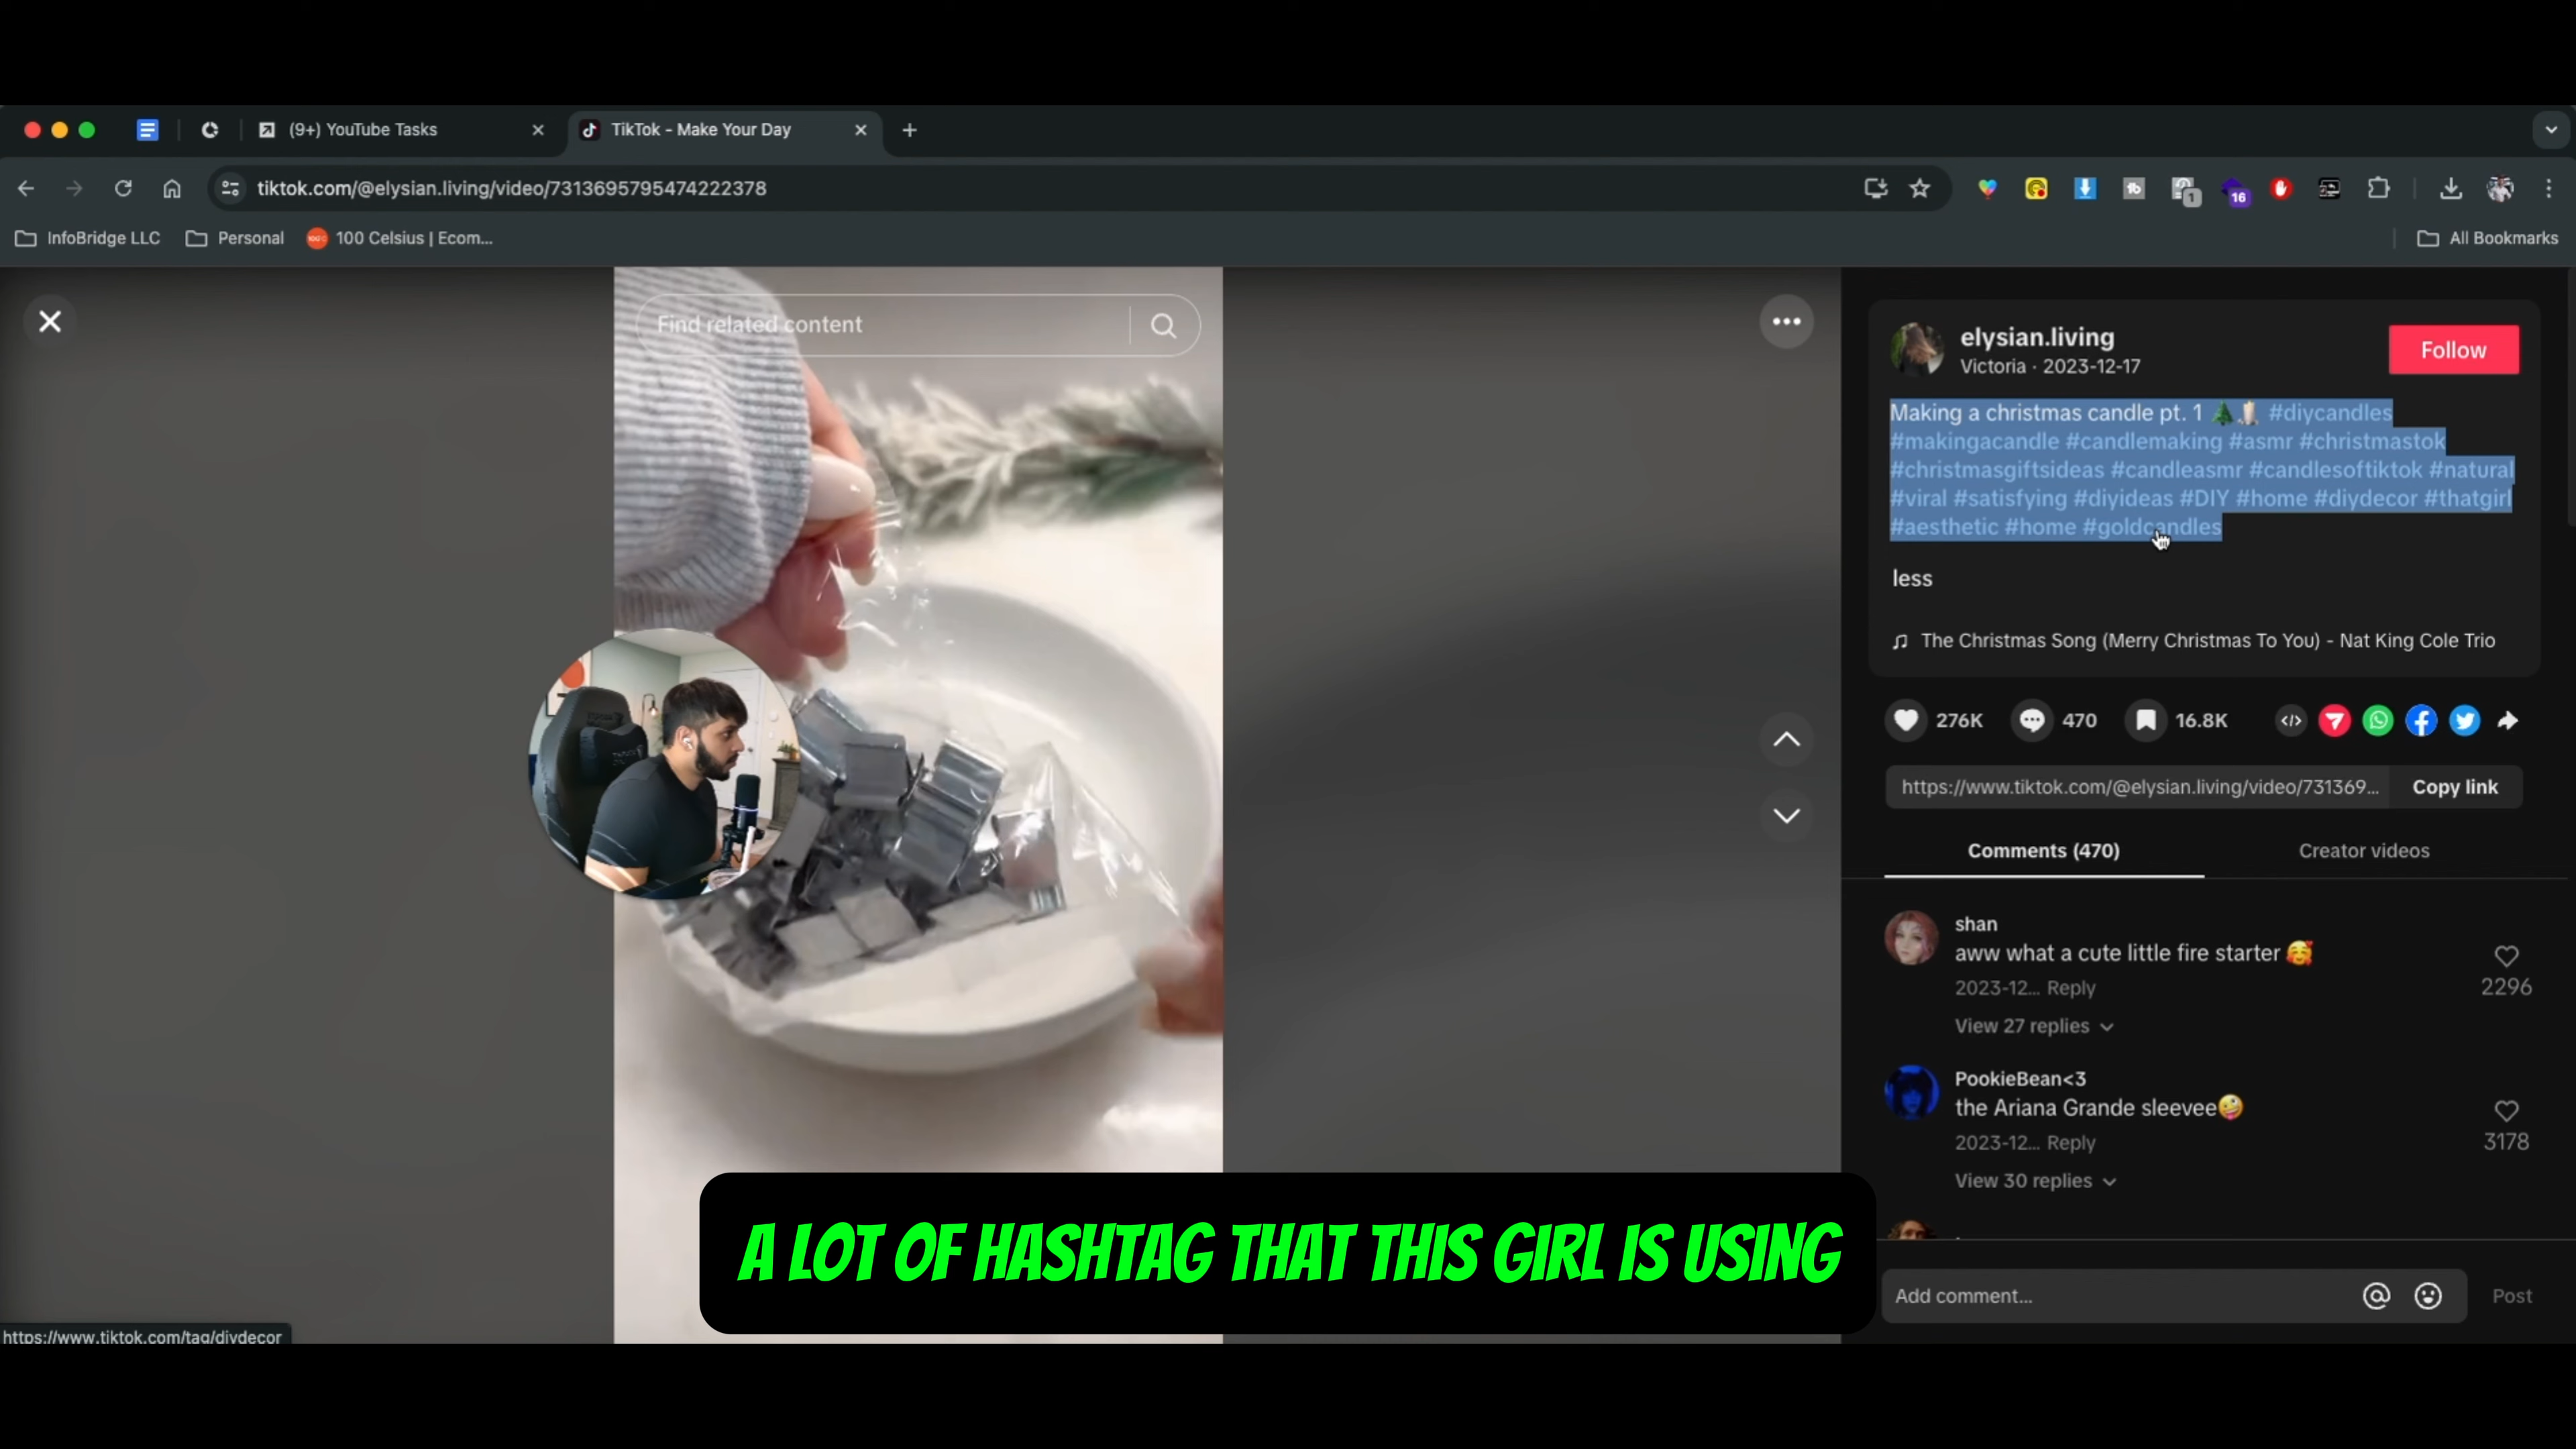 (9+) YouTube Tasks
TikTok - Make Your Day
tiktok.com/@elysian.living/video/7313695795474222378
1
16
InfoBridge LLC
Personal
100 Celsius | Ecom...
All Bookmarks
Find related content
elysian.living
Victoria · 2023-12-17
Follow
Making a christmas candle pt. 1 🎄🕯️ #diycandles
#makingacandle #candlemaking #asmr #christmastok
#christmasgiftsideas #candleasmr #candlesoftiktok #natural
#viral #satisfying #diyideas #DIY #home #diydecor #thatgirl
#aesthetic #home #goldcandles
less
The Christmas Song (Merry Christmas To You) - Nat King Cole Trio
276K
470
16.8K
https://www.tiktok.com/@elysian.living/video/731369...
Copy link
Comments (470)
Creator videos
shan
aww what a cute little fire starter 🥰
2023-12... Reply
2296
View 27 replies
PookieBean<3
the Ariana Grande sleevee🤪
2023-12... Reply
3178
View 30 replies
A LOT OF HASHTAG THAT THIS GIRL IS USING
Add comment...
Post
https://www.tiktok.com/tag/diydecor